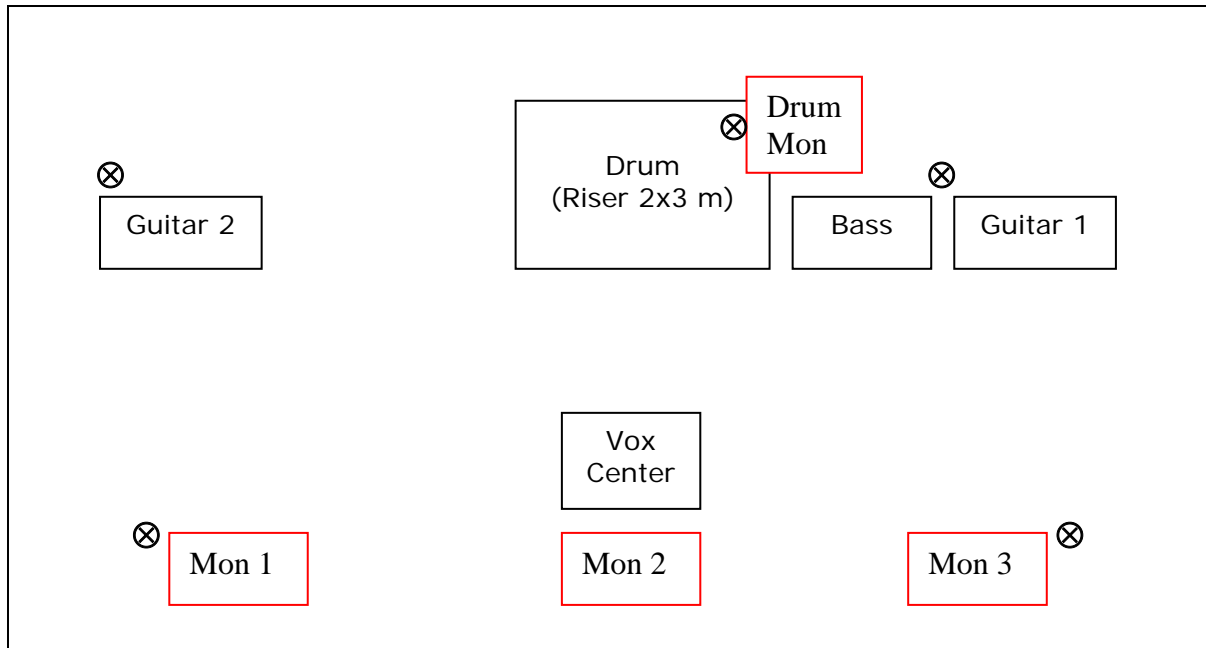 Drum
Mon
Drum
(Riser 2x3 m)
Guitar 2
Bass
Guitar 1
Vox
Center
Mon 1
Mon 2
Mon 3